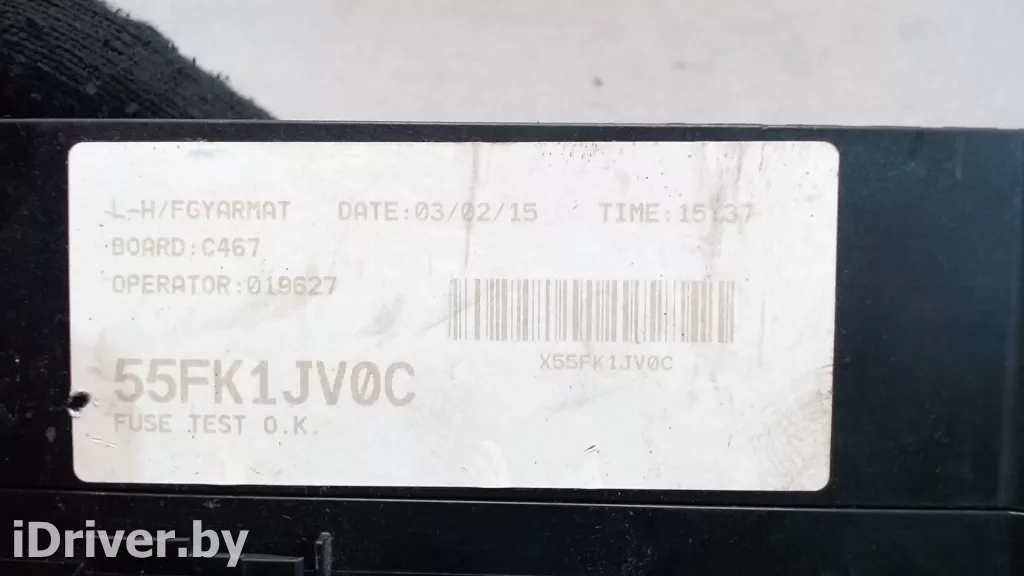 L-H/FGYARMAT DATE:03/02/15 TIME:15:37
BOARD:C467
OPERATOR:019627
X55FK1JV0C
55FK1JV0C
FUSE TEST O.K.
iDriver.by